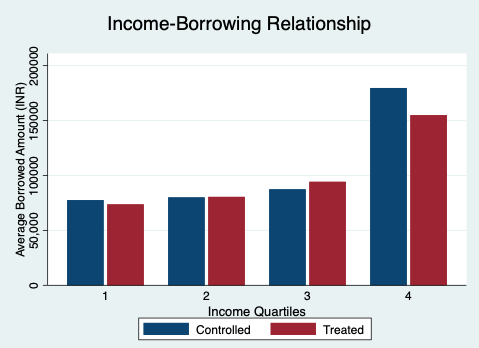 Income-Borrowing Relationship
Average Borrowed Amount (INR)
200000
150000
100000
50,000
0
1 2 3 4
Income Quartiles
Controlled Treated